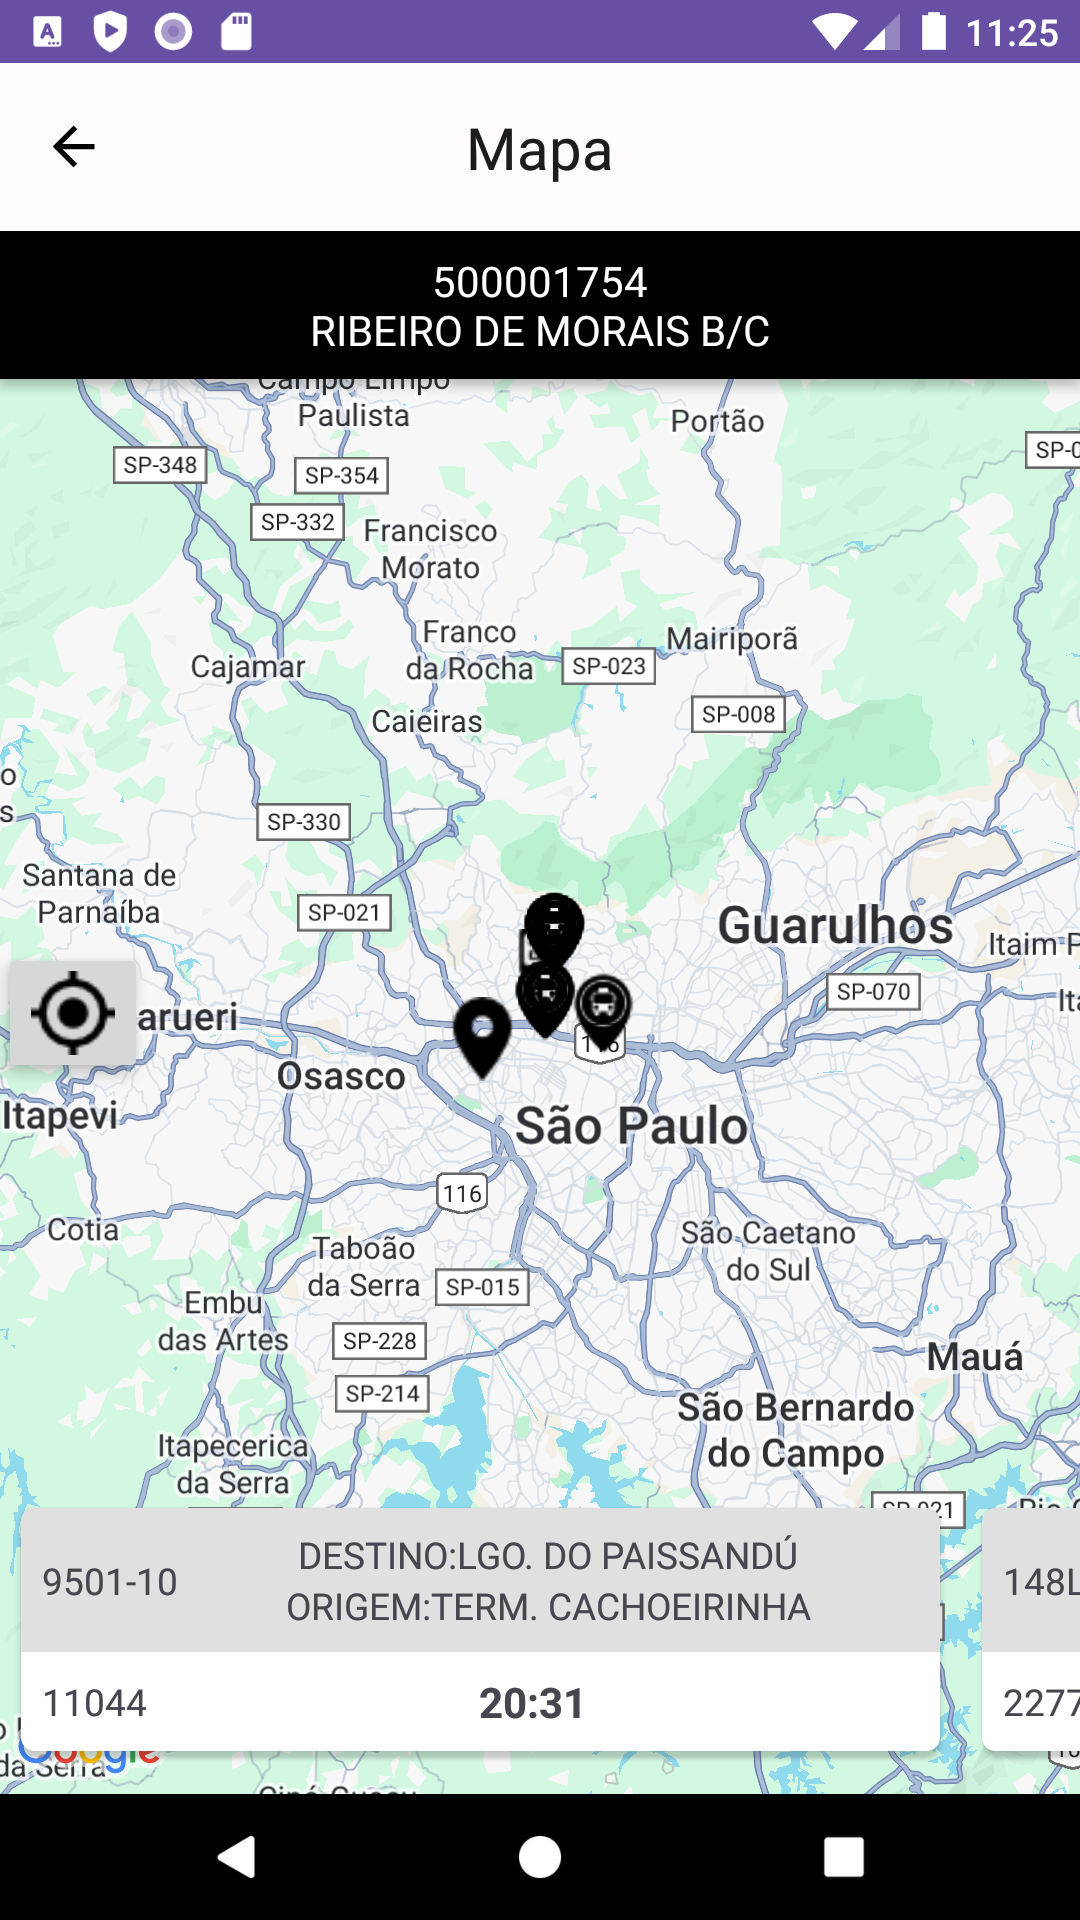 11:25
Mapa
500001754
RIBEIRO DE MORAIS B/C
Campo Limpo
Paulista
Portão
SP-348
SP-354
SP-332
Francisco
Morato
Franco
da Rocha
SP-023
Mairiporã
Cajamar
SP-008
Caieiras
SP-330
Santana de
Parnaíba
SP-021
Guarulhos
SP-070
arueri
116
Osasco
Itapevi
São Paulo
116
Cotia
São Caetano
do Sul
Taboão
da Serra
SP-015
Embu
das Artes
SP-228
Mauá
SP-214
São Bernardo
do Campo
Itapecerica
da Serra
9501-10
DESTINO:LGO. DO PAISSANDÚ
ORIGEM:TERM. CACHOEIRINHA
148L
11044
20:31
2277
Google
da Serra